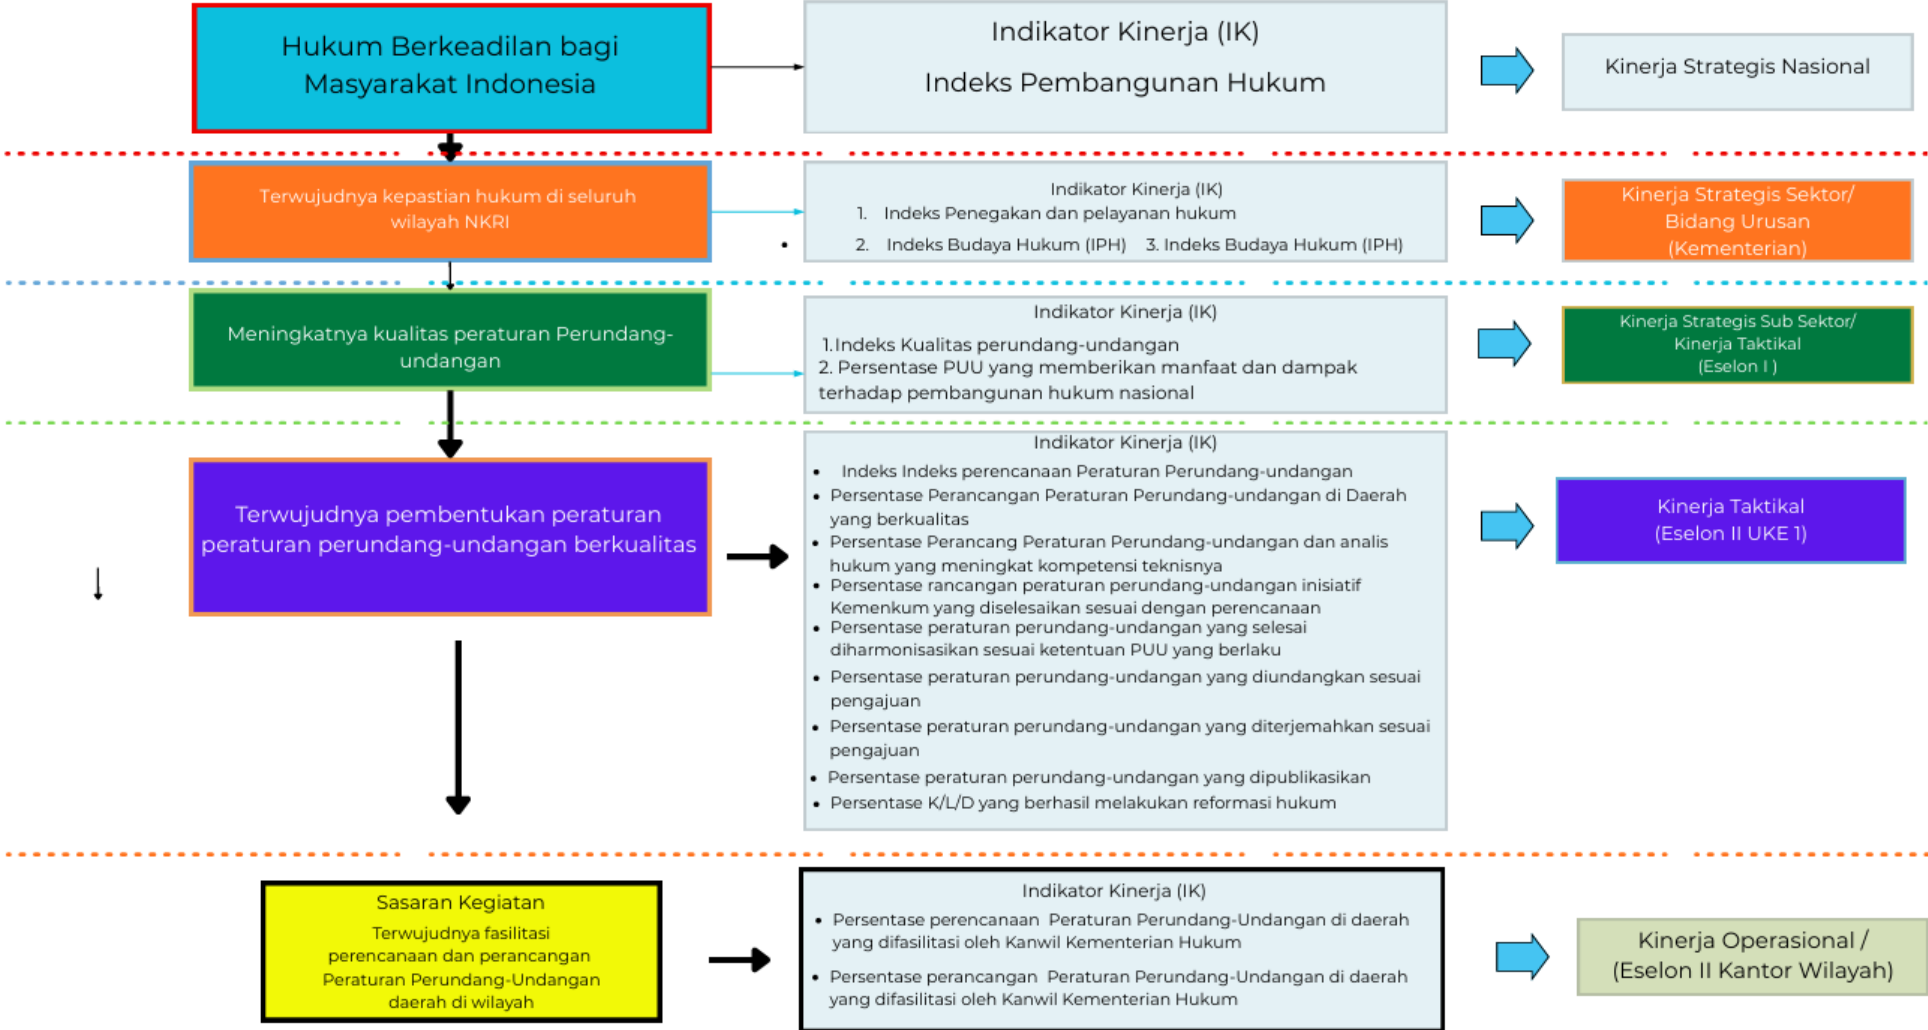 Hukum Berkeadilan bagi
Masyarakat Indonesia
Indikator Kinerja (IK)
Indeks Pembangunan Hukum
Kinerja Strategis Nasional
Terwujudnya kepastian hukum di seluruh
wilayah NKRI
Indikator Kinerja (IK)
1. Indeks Penegakan dan pelayanan hukum
2. Indeks Budaya Hukum (IPH) 3. Indeks Budaya Hukum (IPH)
Kinerja Strategis Sektor/
Bidang Urusan
(Kementerian)
Meningkatnya kualitas peraturan Perundang-
undangan
Indikator Kinerja (IK)
1. Indeks Kualitas perundang-undangan
2. Persentase PUU yang memberikan manfaat dan dampak
terhadap pembangunan hukum nasional
Kinerja Strategis Sub Sektor/
Kinerja Taktikal
(Eselon I )
Terwujudnya pembentukan peraturan
peraturan perundang-undangan berkualitas
Indikator Kinerja (IK)
• Indeks Indeks perencanaan Peraturan Perundang-undangan
• Persentase Perancangan Peraturan Perundang-undangan di Daerah
yang berkualitas
• Persentase Perancang Peraturan Perundang-undangan dan analis
hukum yang meningkat kompetensi teknisnya
• Persentase rancangan peraturan perundang-undangan inisiatif
Kemenkum yang diselesaikan sesuai dengan perencanaan
• Persentase peraturan perundang-undangan yang selesai
diharmonisasikan sesuai ketentuan PUU yang berlaku
• Persentase peraturan perundang-undangan yang diundangkan sesuai
pengajuan
• Persentase peraturan perundang-undangan yang diterjemahkan sesuai
pengajuan
• Persentase peraturan perundang-undangan yang dipublikasikan
• Persentase K/L/D yang berhasil melakukan reformasi hukum
Kinerja Taktikal
(Eselon II UKE 1)
Sasaran Kegiatan
Terwujudnya fasilitasi
perencanaan dan perancangan
Peraturan Perundang-Undangan
daerah di wilayah
Indikator Kinerja (IK)
• Persentase perencanaan Peraturan Perundang-Undangan di daerah
yang difasilitasi oleh Kanwil Kementerian Hukum
• Persentase perancangan Peraturan Perundang-Undangan di daerah
yang difasilitasi oleh Kanwil Kementerian Hukum
Kinerja Operasional /
(Eselon II Kantor Wilayah)